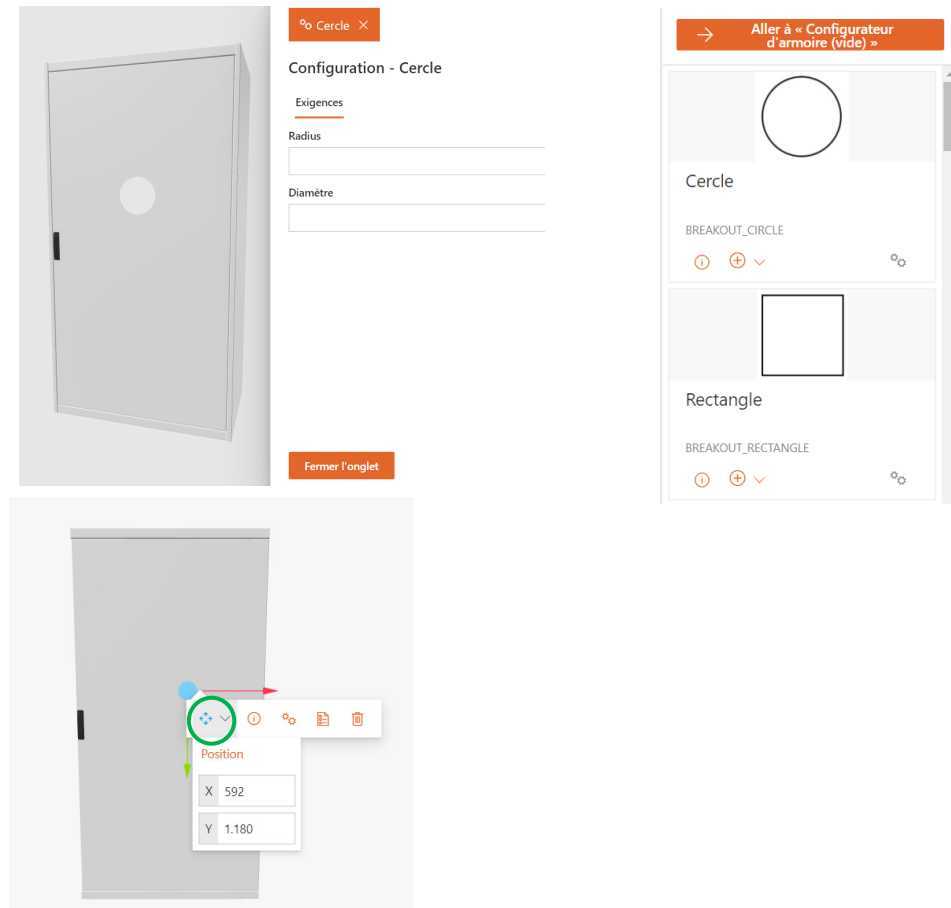 Cercle
Configuration - Cercle
Exigences
Radius
Diamètre
Fermer l'onglet
Aller à « Configurateur
d'armoire (vide) »
Cercle
BREAKOUT_CIRCLE
Rectangle
BREAKOUT_RECTANGLE
Position
X 592
Y 1.180